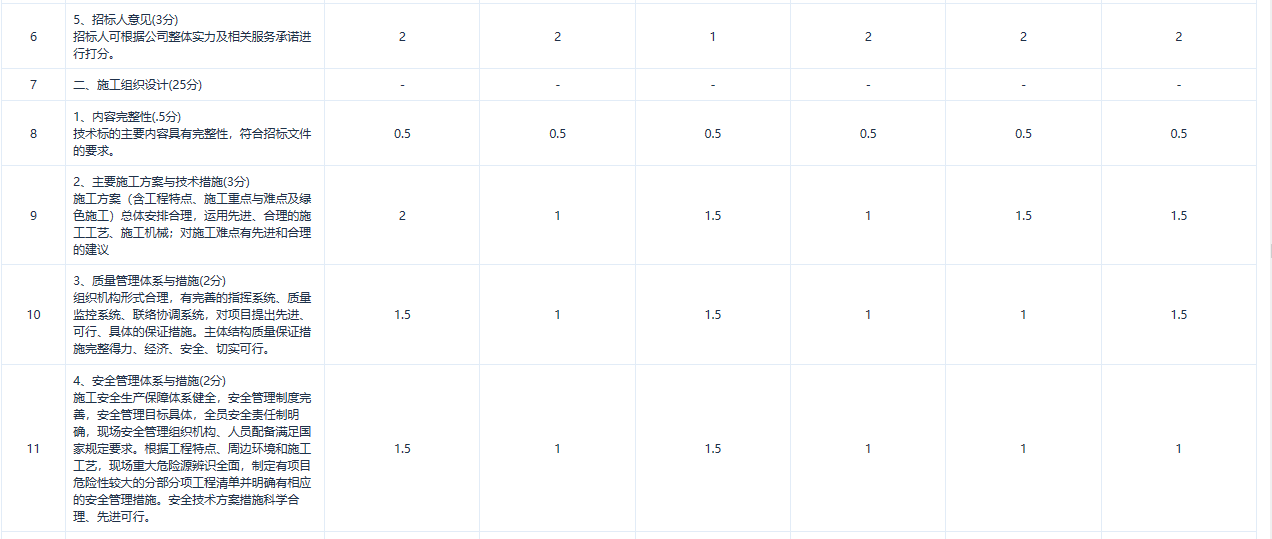 5、招标人意见(3分)
6 招标人可根据公司整体实力及相关服务承诺进 2 2 1 2 2 2
行打分。
7 二、施工组织设计(25分) - - - - - -
1、内容完整性(.5分)
8 技术标的主要内容具有完整性，符合招标文件 0.5 0.5 0.5 0.5 0.5 0.5
的要求。
2、主要施工方案与技术措施(3分)
施工方案（含工程特点、施工重点与难点及绿
9 色施工）总体安排合理，运用先进、合理的施 2 1 1.5 1 1.5 1.5
工工艺、施工机械；对施工难点有先进和合理
的建议
3、质量管理体系与措施(2分)
组织机构形式合理，有完善的指挥系统、质量
10 监控系统、联络协调系统，对项目提出先进、 1.5 1 1.5 1 1 1.5
可行、具体的保证措施。主体结构质量保证措
施完整得力、经济、安全、切实可行。
4、安全管理体系与措施(2分)
施工安全生产保障体系健全，安全管理制度完
善，安全管理目标具体，全员安全责任制明
确，现场安全管理组织机构、人员配备满足国
11 家规定要求。根据工程特点、周边环境和施工 1.5 1 1.5 1 1 1
工艺，现场重大危险源辨识全面，制定有项目
危险性较大的分部分项工程清单并明确有相应
的安全管理措施。安全技术方案措施科学合
理、先进可行。